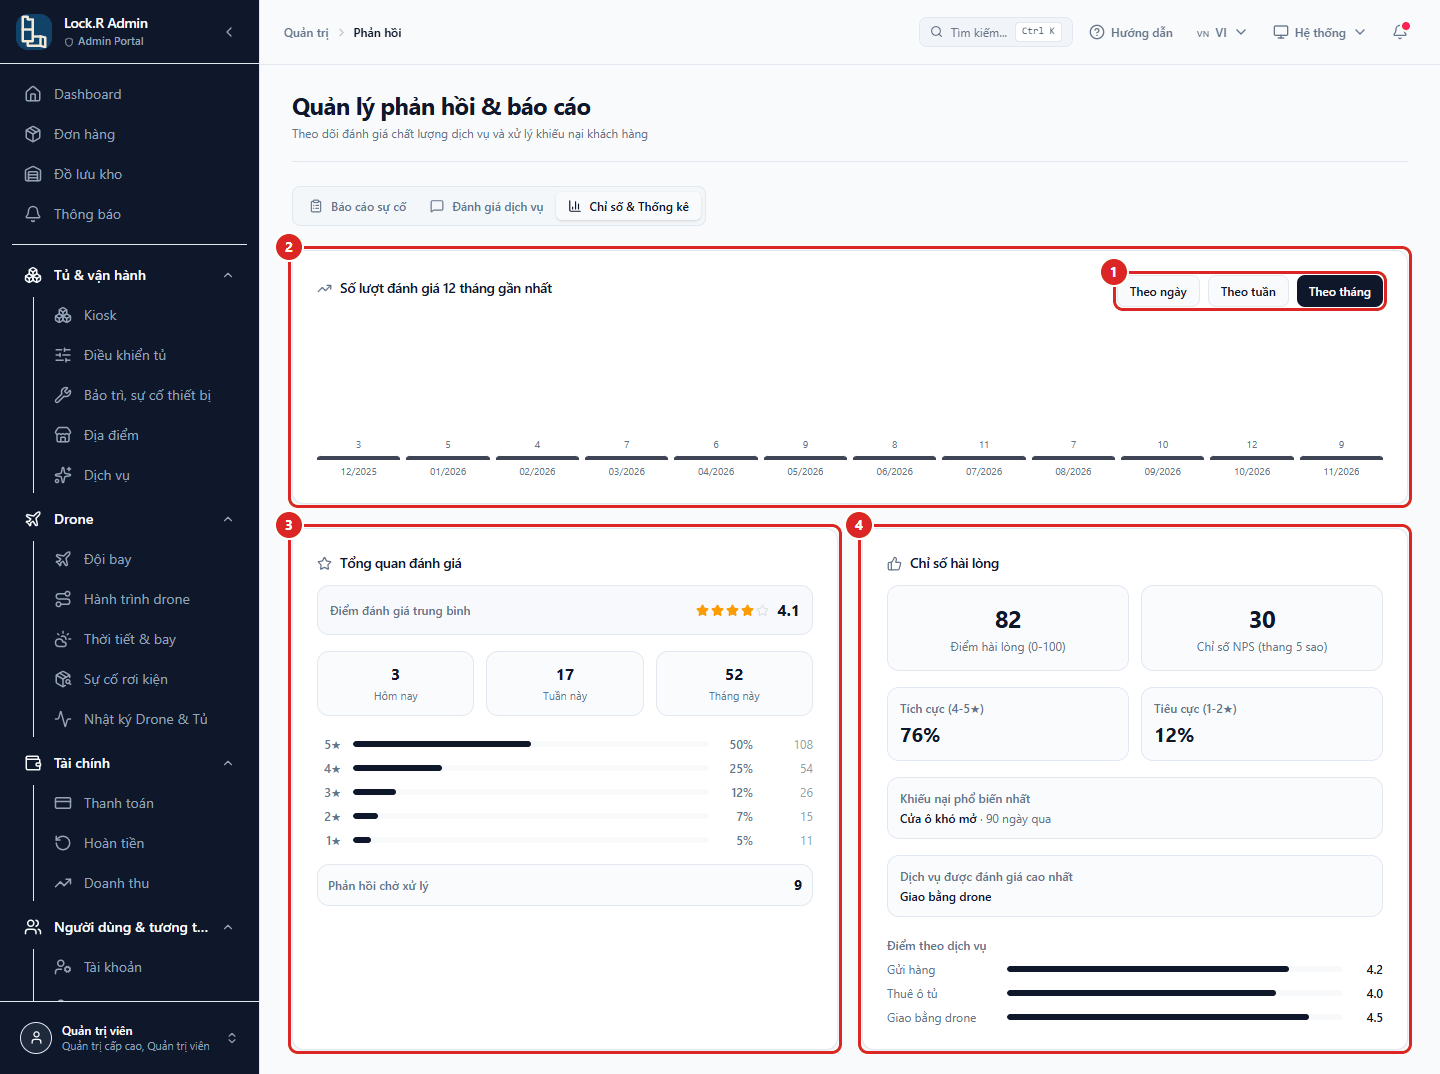 Lock.R Admin
Admin Portal
Dashboard
Đơn hàng
Đồ lưu kho
Thông báo
Tủ & vận hành
Kiosk
Điều khiển tủ
Bảo trì, sự cố thiết bị
Địa điểm
Dịch vụ
Drone
Đội bay
Hành trình drone
Thời tiết & bay
Sự cố rơi kiện
Nhật ký Drone & Tủ
Tài chính
Thanh toán
Hoàn tiền
Doanh thu
Người dùng & tương t...
Tài khoản
Quản trị viên
Quản trị cấp cao, Quản trị viên
Quản trị > Phản hồi
Tìm kiếm... Ctrl K
Hướng dẫn
VN VI
Hệ thống
Quản lý phản hồi & báo cáo
Theo dõi đánh giá chất lượng dịch vụ và xử lý khiếu nại khách hàng
Báo cáo sự cố
Đánh giá dịch vụ
Chỉ số & Thống kê
2
Số lượt đánh giá 12 tháng gần nhất
1
Theo ngày
Theo tuần
Theo tháng
3 5 4 7 6 9 8 11 7 10 12 9
12/2025 01/2026 02/2026 03/2026 04/2026 05/2026 06/2026 07/2026 08/2026 09/2026 10/2026 11/2026
3
Tổng quan đánh giá
Điểm đánh giá trung bình 4.1
3
Hôm nay
17
Tuần này
52
Tháng này
5★ 50% 108
4★ 25% 54
3★ 12% 26
2★ 7% 15
1★ 5% 11
Phản hồi chờ xử lý 9
4
Chỉ số hài lòng
82
Điểm hài lòng (0-100)
30
Chỉ số NPS (thang 5 sao)
Tích cực (4-5★)
76%
Tiêu cực (1-2★)
12%
Khiếu nại phổ biến nhất
Cửa ô khó mở · 90 ngày qua
Dịch vụ được đánh giá cao nhất
Giao bằng drone
Điểm theo dịch vụ
Gửi hàng 4.2
Thuê ô tủ 4.0
Giao bằng drone 4.5